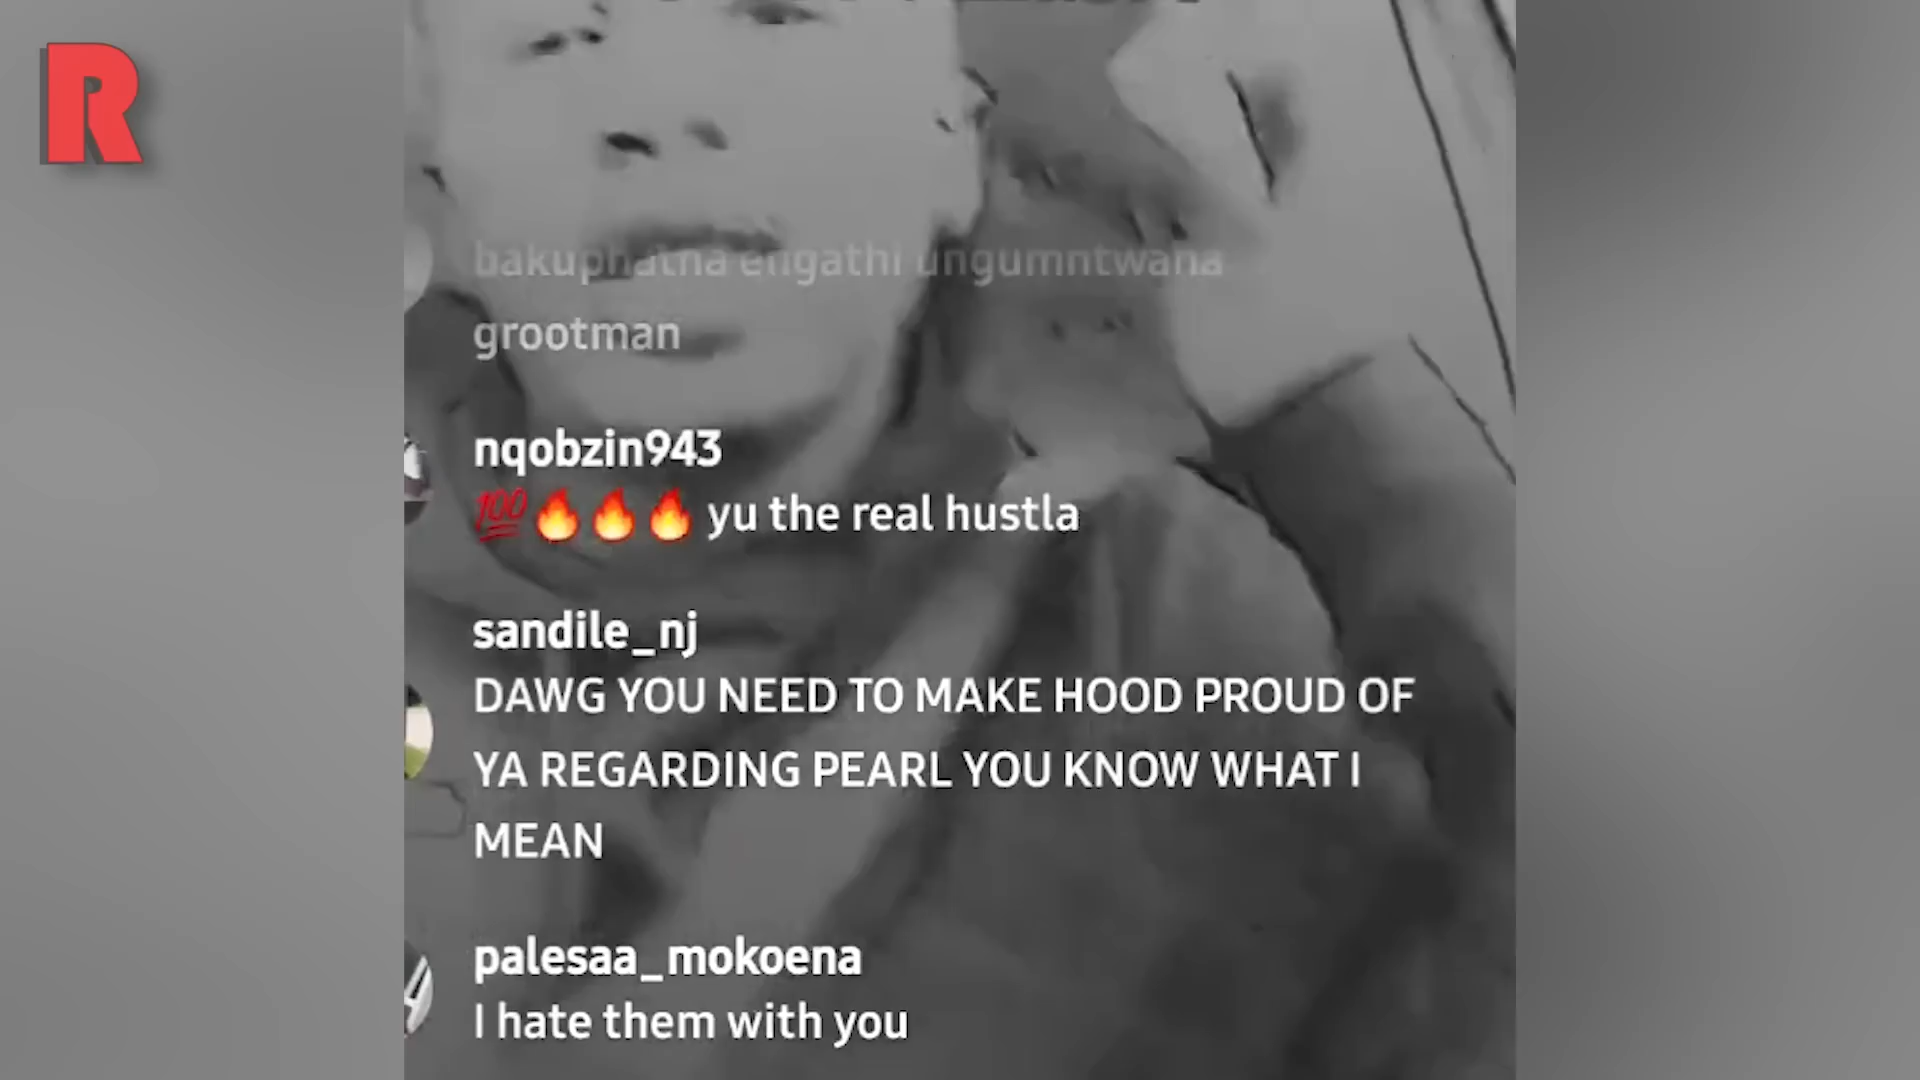 R
bakuphatha engathi ungumntwana
grootman
nqobzin943
💯🔥🔥🔥 yu the real hustla
sandile_nj
DAWG YOU NEED TO MAKE HOOD PROUD OF
YA REGARDING PEARL YOU KNOW WHAT I
MEAN
palesaa_mokoena
I hate them with you